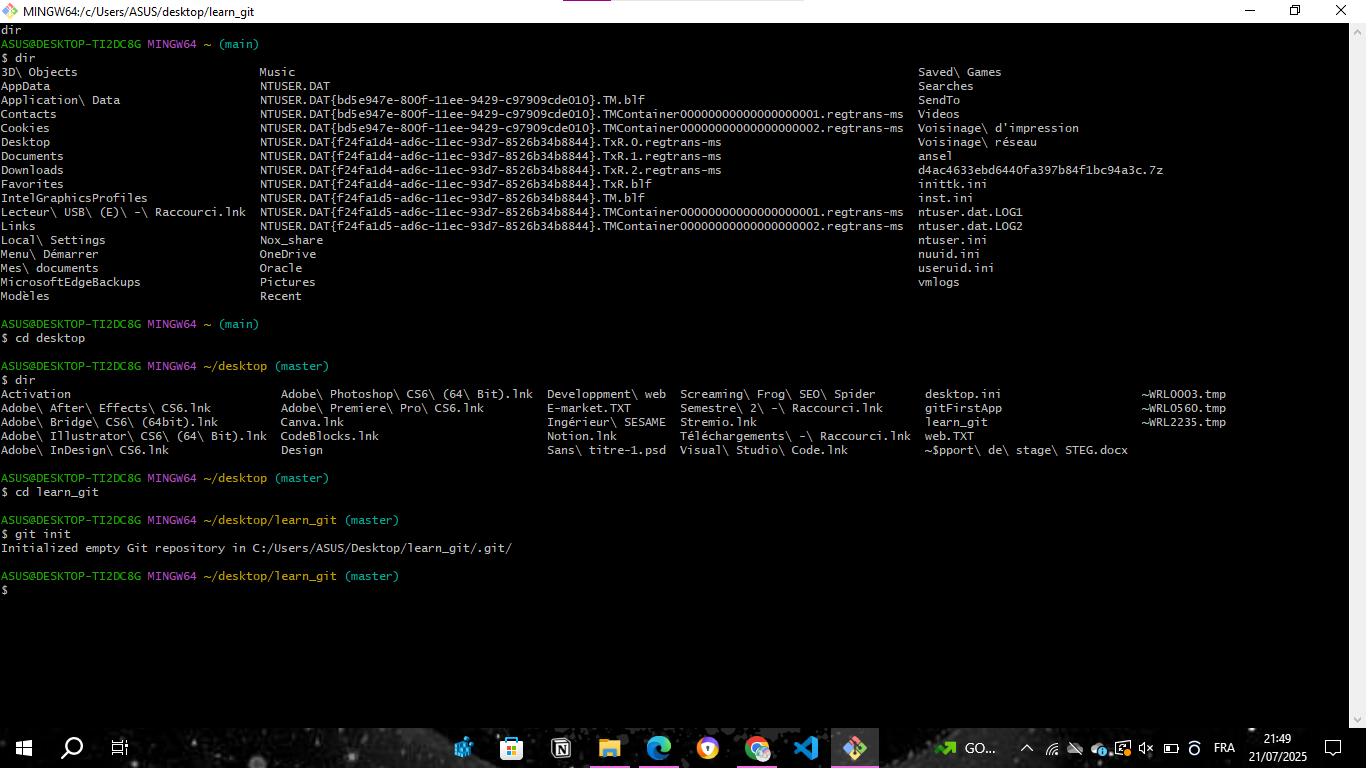 MINGW64:/c/Users/ASUS/desktop/learn_git
dir
ASUS@DESKTOP-TI2DC8G MINGW64 ~ (main)
$ dir
3D\ Objects Music Saved\ Games
AppData NTUSER.DAT Searches
Application\ Data NTUSER.DAT{bd5e947e-800f-11ee-9429-c97909cde010}.TM.blf SendTo
Contacts NTUSER.DAT{bd5e947e-800f-11ee-9429-c97909cde010}.TMContainer00000000000000000001.regtrans-ms Videos
Cookies NTUSER.DAT{bd5e947e-800f-11ee-9429-c97909cde010}.TMContainer00000000000000000002.regtrans-ms Voisinage\ d'impression
Desktop NTUSER.DAT{f24fa1d4-ad6c-11ec-93d7-8526b34b8844}.TxR.0.regtrans-ms Voisinage\ réseau
Documents NTUSER.DAT{f24fa1d4-ad6c-11ec-93d7-8526b34b8844}.TxR.1.regtrans-ms ansel
Downloads NTUSER.DAT{f24fa1d4-ad6c-11ec-93d7-8526b34b8844}.TxR.2.regtrans-ms d4ac4633ebd6440fa397b84f1bc94a3c.7z
Favorites NTUSER.DAT{f24fa1d4-ad6c-11ec-93d7-8526b34b8844}.TxR.blf inittk.ini
IntelGraphicsProfiles NTUSER.DAT{f24fa1d5-ad6c-11ec-93d7-8526b34b8844}.TM.blf inst.ini
Lecteur\ USB\ (E)\ -\ Raccourci.lnk NTUSER.DAT{f24fa1d5-ad6c-11ec-93d7-8526b34b8844}.TMContainer00000000000000000001.regtrans-ms ntuser.dat.LOG1
Links NTUSER.DAT{f24fa1d5-ad6c-11ec-93d7-8526b34b8844}.TMContainer00000000000000000002.regtrans-ms ntuser.dat.LOG2
Local\ Settings Nox_share ntuser.ini
Menu\ Démarrer OneDrive nuuid.ini
Mes\ documents Oracle useruid.ini
MicrosoftEdgeBackups Pictures vmlogs
Modèles Recent
ASUS@DESKTOP-TI2DC8G MINGW64 ~ (main)
$ cd desktop
ASUS@DESKTOP-TI2DC8G MINGW64 ~/desktop (master)
$ dir
Activation Adobe\ Photoshop\ CS6\ (64\ Bit).lnk Developpment\ web Screaming\ Frog\ SEO\ Spider desktop.ini ~WRL0003.tmp
Adobe\ After\ Effects\ CS6.lnk Adobe\ Premiere\ Pro\ CS6.lnk E-market.TXT Semestre\ 2\ -\ Raccourci.lnk gitFirstApp ~WRL0560.tmp
Adobe\ Bridge\ CS6\ (64bit).lnk Canva.lnk Ingérieur\ SESAME Stremio.lnk learn_git ~WRL2235.tmp
Adobe\ Illustrator\ CS6\ (64\ Bit).lnk CodeBlocks.lnk Notion.lnk Téléchargements\ -\ Raccourci.lnk web.TXT
Adobe\ InDesign\ CS6.lnk Design Sans\ titre-1.psd Visual\ Studio\ Code.lnk ~$pport\ de\ stage\ STEG.docx
ASUS@DESKTOP-TI2DC8G MINGW64 ~/desktop (master)
$ cd learn_git
ASUS@DESKTOP-TI2DC8G MINGW64 ~/desktop/learn_git (master)
$ git init
Initialized empty Git repository in C:/Users/ASUS/Desktop/learn_git/.git/
ASUS@DESKTOP-TI2DC8G MINGW64 ~/desktop/learn_git (master)
$
GO...
FRA
21:49
21/07/2025